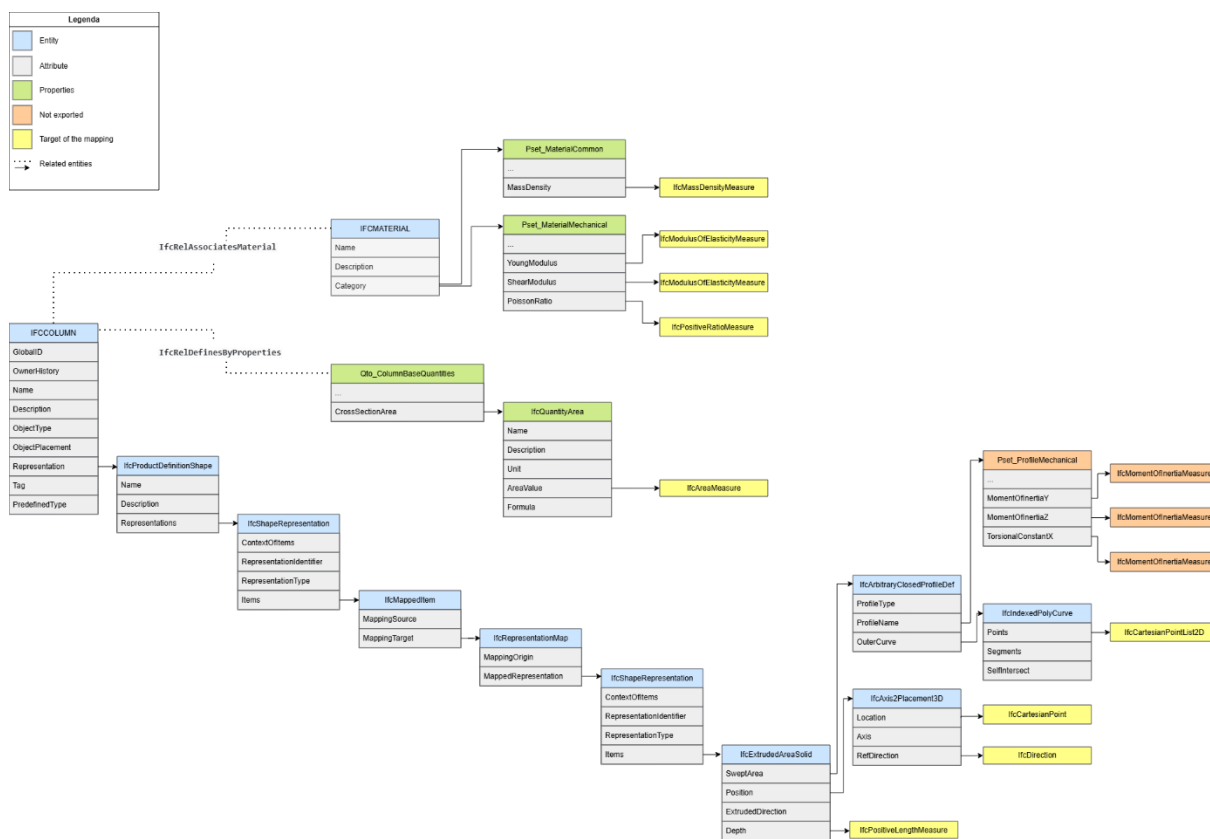 Legenda
Entity
Attribute
Properties
Not exported
Target of the mapping
Related entities
Pset_MaterialCommon
...
MassDensity
IfcMassDensityMeasure
IfcRelAssociatesMaterial
IFCMATERIAL
Name
Description
Category
Pset_MaterialMechanical
...
YoungModulus
ShearModulus
PoissonRatio
IfcModulusOfElasticityMeasure
IfcModulusOfElasticityMeasure
IfcPositiveRatioMeasure
IFCCOLUMN
GlobalID
OwnerHistory
Name
Description
ObjectType
ObjectPlacement
Representation
Tag
PredefinedType
IfcRelDefinesByProperties
Qto_ColumnBaseQuantities
...
CrossSectionArea
IfcQuantityArea
Name
Description
Unit
AreaValue
Formula
IfcAreaMeasure
IfcProductDefinitionShape
Name
Description
Representations
IfcShapeRepresentation
ContextOfItems
RepresentationIdentifier
RepresentationType
Items
IfcMappedItem
MappingSource
MappingTarget
IfcRepresentationMap
MappingOrigin
MappedRepresentation
IfcShapeRepresentation
ContextOfItems
RepresentationIdentifier
RepresentationType
Items
IfcExtrudedAreaSolid
SweptArea
Position
ExtrudedDirection
Depth
IfcPositiveLengthMeasure
IfcArbitraryClosedProfileDef
ProfileType
ProfileName
OuterCurve
Pset_ProfileMechanical
...
MomentOfInertiaY
MomentOfInertiaZ
TorsionalConstantX
IfcMomentOfInertiaMeasure
IfcMomentOfInertiaMeasure
IfcMomentOfInertiaMeasure
IfcIndexedPolyCurve
Points
Segments
SelfIntersect
IfcCartesianPointList2D
IfcAxis2Placement3D
Location
Axis
RefDirection
IfcCartesianPoint
IfcDirection